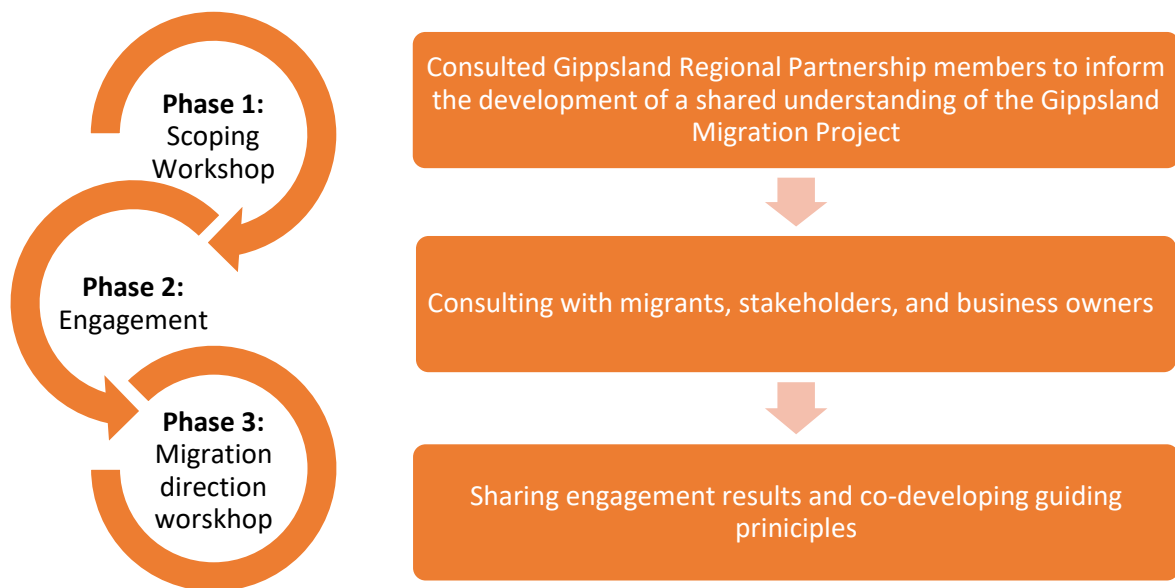 Phase 1:
Scoping
Workshop
Consulted Gippsland Regional Partnership members to inform
the development of a shared understanding of the Gippsland
Migration Project
Phase 2:
Engagement
Consulting with migrants, stakeholders, and business owners
Phase 3:
Migration
direction
worskhop
Sharing engagement results and co-developing guiding
priniciples